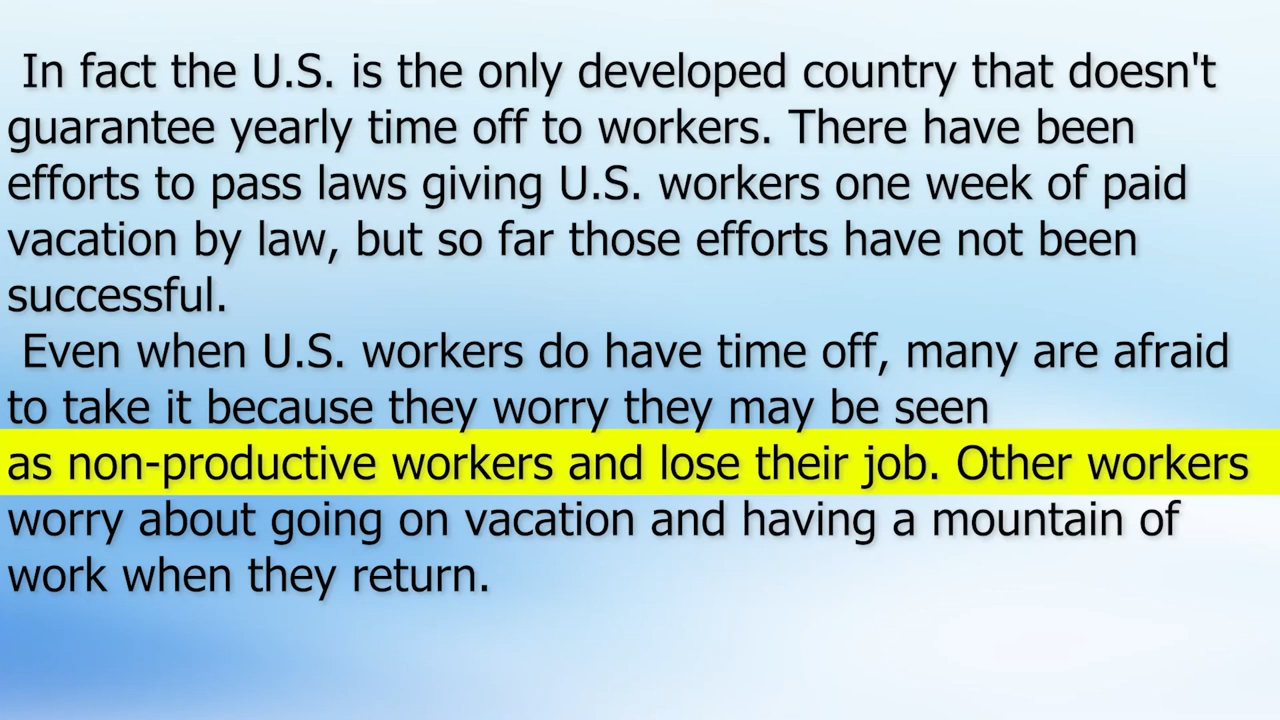 In fact the U.S. is the only developed country that doesn't
guarantee yearly time off to workers. There have been
efforts to pass laws giving U.S. workers one week of paid
vacation by law, but so far those efforts have not been
successful.
Even when U.S. workers do have time off, many are afraid
to take it because they worry they may be seen
as non-productive workers and lose their job. Other workers
worry about going on vacation and having a mountain of
work when they return.